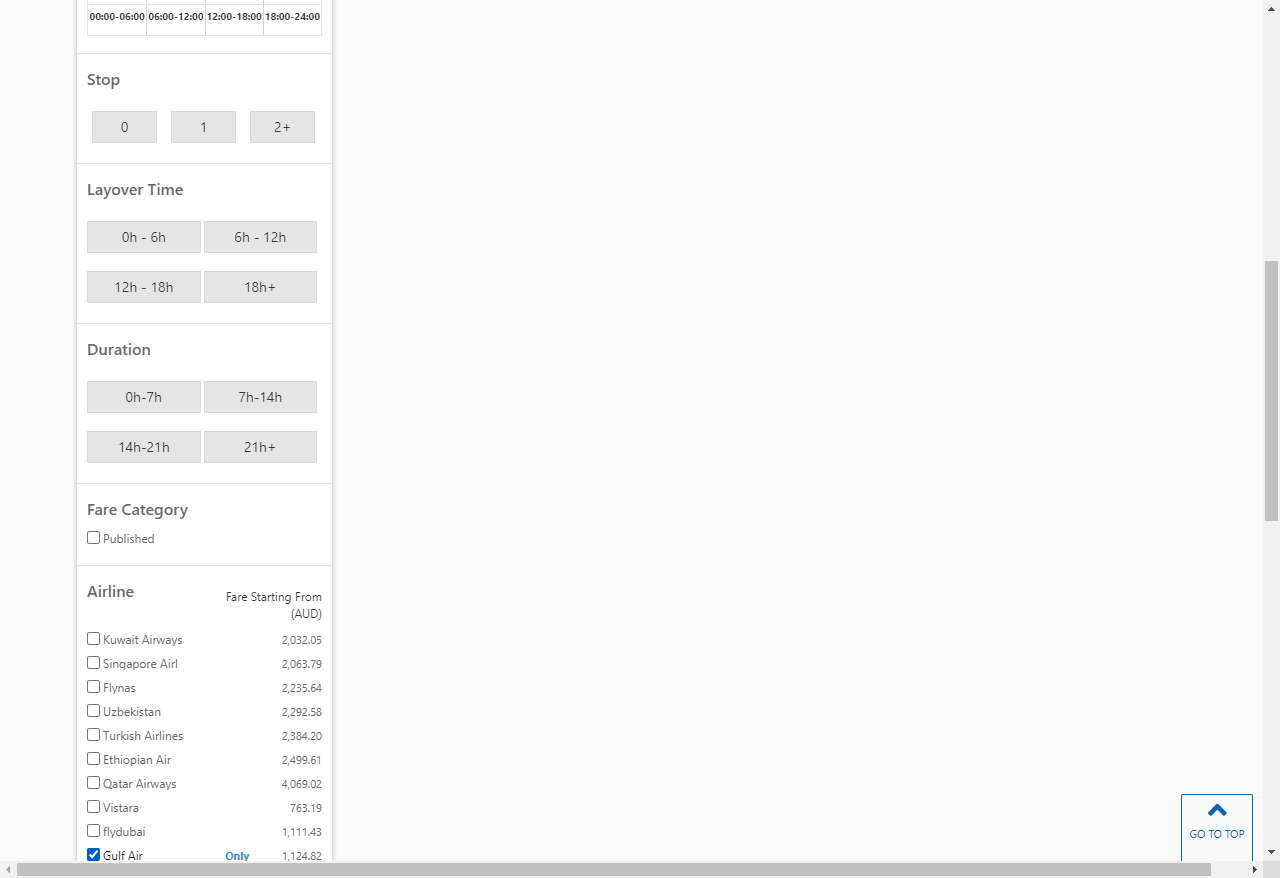 00:00-06:00 06:00-12:00 12:00-18:00 18:00-24:00
Stop
0 1 2+
Layover Time
0h - 6h 6h - 12h
12h - 18h 18h+
Duration
0h-7h 7h-14h
14h-21h 21h+
Fare Category
Published
Airline
Fare Starting From
(AUD)
Kuwait Airways 2,032.05
Singapore Airl 2,063.79
Flynas 2,235.64
Uzbekistan 2,292.58
Turkish Airlines 2,384.20
Ethiopian Air 2,499.61
Qatar Airways 4,069.02
Vistara 763.19
flydubai 1,111.43
Gulf Air Only 1,124.82
GO TO TOP